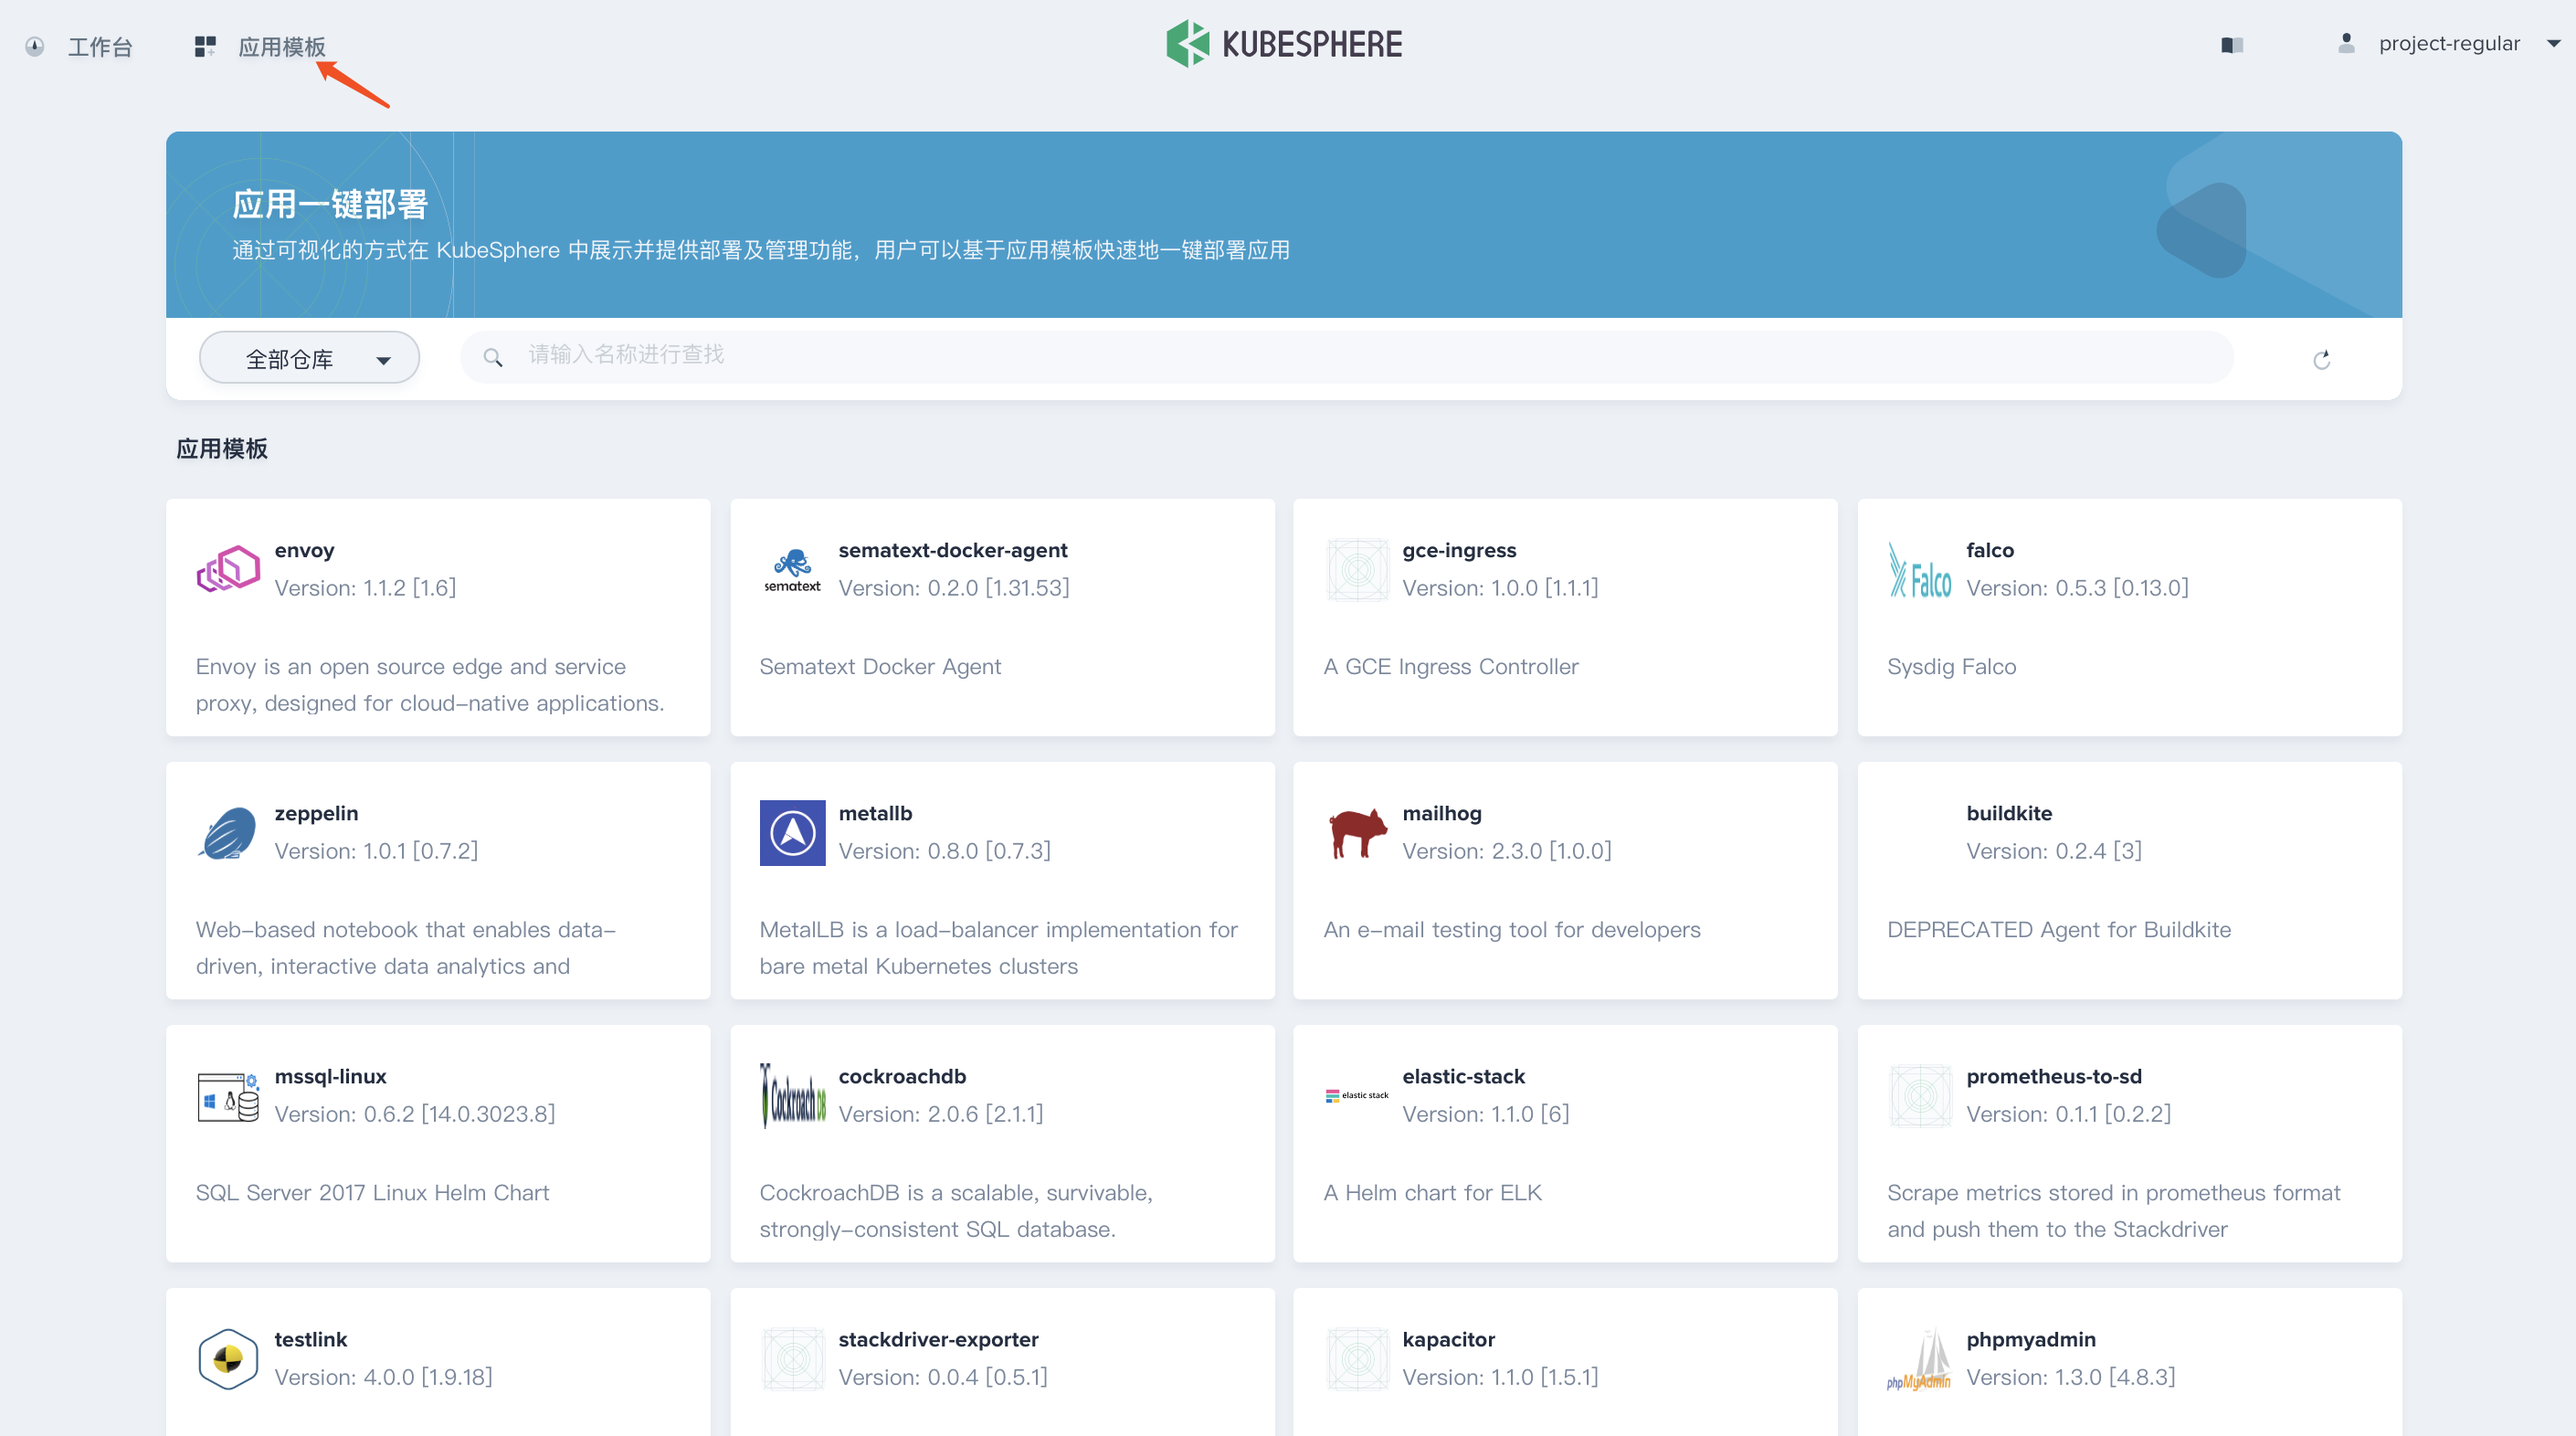 工作台
应用模板
KUBESPHERE
project-regular
应用一键部署
通过可视化的方式在 KubeSphere 中展示并提供部署及管理功能，用户可以基于应用模板快速地一键部署应用
全部仓库
请输入名称进行查找
应用模板
envoy
Version: 1.1.2 [1.6]
Envoy is an open source edge and service
proxy, designed for cloud-native applications.
sematext
sematext-docker-agent
Version: 0.2.0 [1.31.53]
Sematext Docker Agent
gce-ingress
Version: 1.0.0 [1.1.1]
A GCE Ingress Controller
Falco
falco
Version: 0.5.3 [0.13.0]
Sysdig Falco
zeppelin
Version: 1.0.1 [0.7.2]
Web-based notebook that enables data-
driven, interactive data analytics and
metallb
Version: 0.8.0 [0.7.3]
MetalLB is a load-balancer implementation for
bare metal Kubernetes clusters
mailhog
Version: 2.3.0 [1.0.0]
An e-mail testing tool for developers
buildkite
Version: 0.2.4 [3]
DEPRECATED Agent for Buildkite
mssql-linux
Version: 0.6.2 [14.0.3023.8]
SQL Server 2017 Linux Helm Chart
Cockroach DB
cockroachdb
Version: 2.0.6 [2.1.1]
CockroachDB is a scalable, survivable,
strongly-consistent SQL database.
elastic stack
elastic-stack
Version: 1.1.0 [6]
A Helm chart for ELK
prometheus-to-sd
Version: 0.1.1 [0.2.2]
Scrape metrics stored in prometheus format
and push them to the Stackdriver
testlink
Version: 4.0.0 [1.9.18]
stackdriver-exporter
Version: 0.0.4 [0.5.1]
kapacitor
Version: 1.1.0 [1.5.1]
phpMyAdmin
phpmyadmin
Version: 1.3.0 [4.8.3]